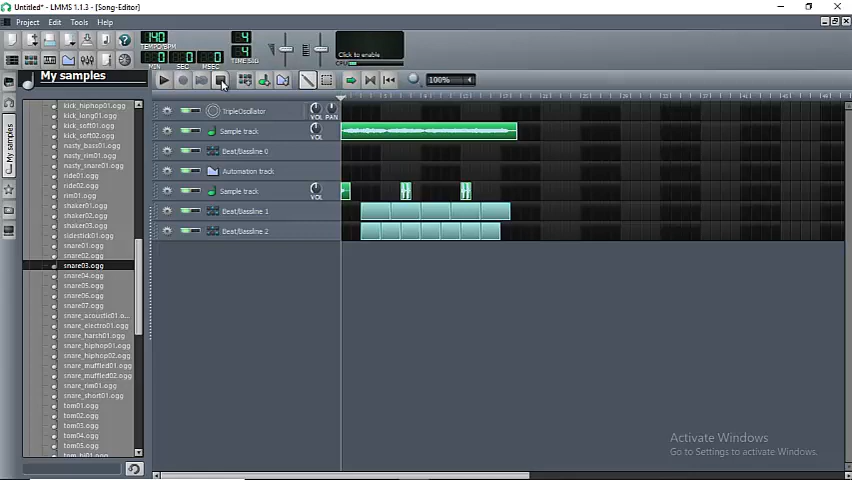 Untitled* - LMMS 1.1.3 - [Song-Editor]
Project Edit Tools Help
140
TEMPO/BPM
0 0 0
MIN SEC MSEC
4
4
TIME SIG
Click to enable
CPU
My samples
100%
My samples
kick_hiphop01.ogg
kick_long01.ogg
kick_soft01.ogg
kick_soft02.ogg
nasty_bass01.ogg
nasty_rim01.ogg
nasty_snare01.ogg
ride01.ogg
ride02.ogg
rim01.ogg
shaker01.ogg
shaker02.ogg
shaker03.ogg
sidestick01.ogg
snare01.ogg
snare02.ogg
snare03.ogg
snare04.ogg
snare05.ogg
snare06.ogg
snare07.ogg
snare_acoustic01.o...
snare_electro01.ogg
snare_harsh01.ogg
snare_hiphop01.ogg
snare_hiphop02.ogg
snare_muffled01.ogg
snare_muffled02.ogg
snare_rim01.ogg
snare_short01.ogg
tom01.ogg
tom02.ogg
tom03.ogg
tom04.ogg
tom05.ogg
TripleOscillator
VOL PAN
Sample track
VOL
Beat/Bassline 0
Automation track
Sample track
VOL
Beat/Bassline 1
Beat/Bassline 2
Activate Windows
Go to Settings to activate Windows.